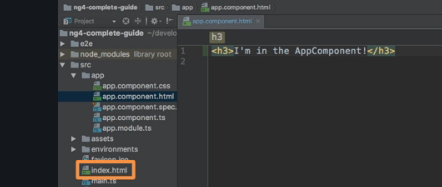 ng4-complete-guide src app app.component.html
Project app.component.html
ng4-complete-guide ~/develo
e2e
node_modules library root
src
app
app.component.css
app.component.html
app.component.spec.
app.component.ts
app.module.ts
assets
environments
favicon.ico
index.html
main.ts
h3
1 <h3>I'm in the AppComponent!</h3>
2